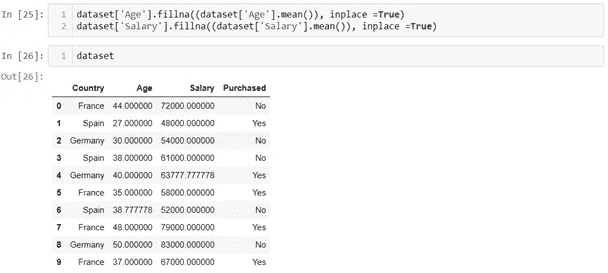 In [25]: 1 dataset['Age'].fillna((dataset['Age'].mean()), inplace =True)
2 dataset['Salary'].fillna((dataset['Salary'].mean()), inplace =True)
In [26]: 1 dataset
Out[26]:
Country Age Salary Purchased
0 France 44.000000 72000.000000 No
1 Spain 27.000000 48000.000000 Yes
2 Germany 30.000000 54000.000000 No
3 Spain 38.000000 61000.000000 No
4 Germany 40.000000 63777.777778 Yes
5 France 35.000000 58000.000000 Yes
6 Spain 38.777778 52000.000000 No
7 France 48.000000 79000.000000 Yes
8 Germany 50.000000 83000.000000 No
9 France 37.000000 67000.000000 Yes